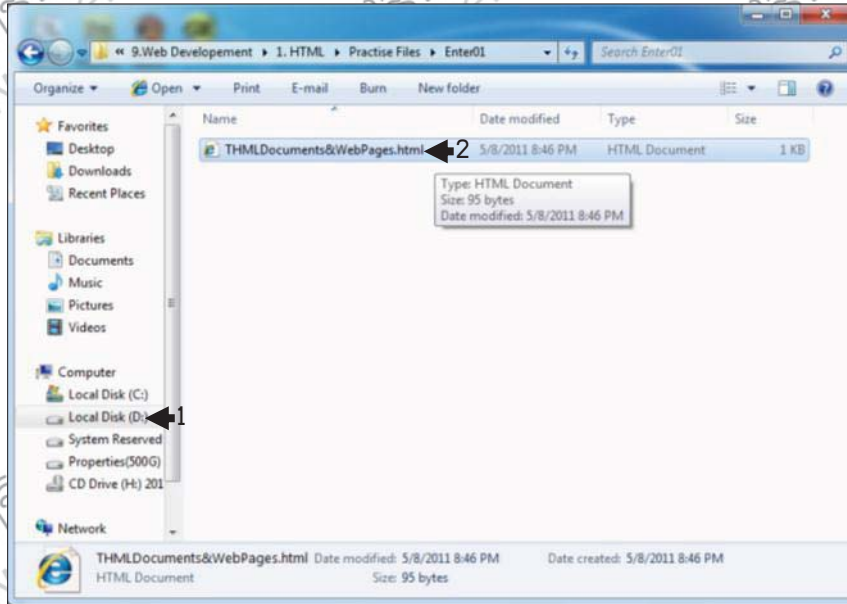 « 9.Web Developement ▸ 1. HTML ▸ Practise Files ▸ Enter01
Search Enter01
Organize Open Print E-mail Burn New folder
Name Date modified Type Size
Favorites
Desktop
Downloads
Recent Places
Libraries
Documents
Music
Pictures
Videos
Computer
Local Disk (C:)
Local Disk (D:) 1
System Reserved
Properties(500G)
CD Drive (H:) 201
Network
THMLDocuments&WebPages.html 2 5/8/2011 8:46 PM HTML Document 1 KB
Type: HTML Document
Size: 95 bytes
Date modified: 5/8/2011 8:46 PM
THMLDocuments&WebPages.html Date modified: 5/8/2011 8:46 PM Date created: 5/8/2011 8:46 PM
HTML Document Size: 95 bytes